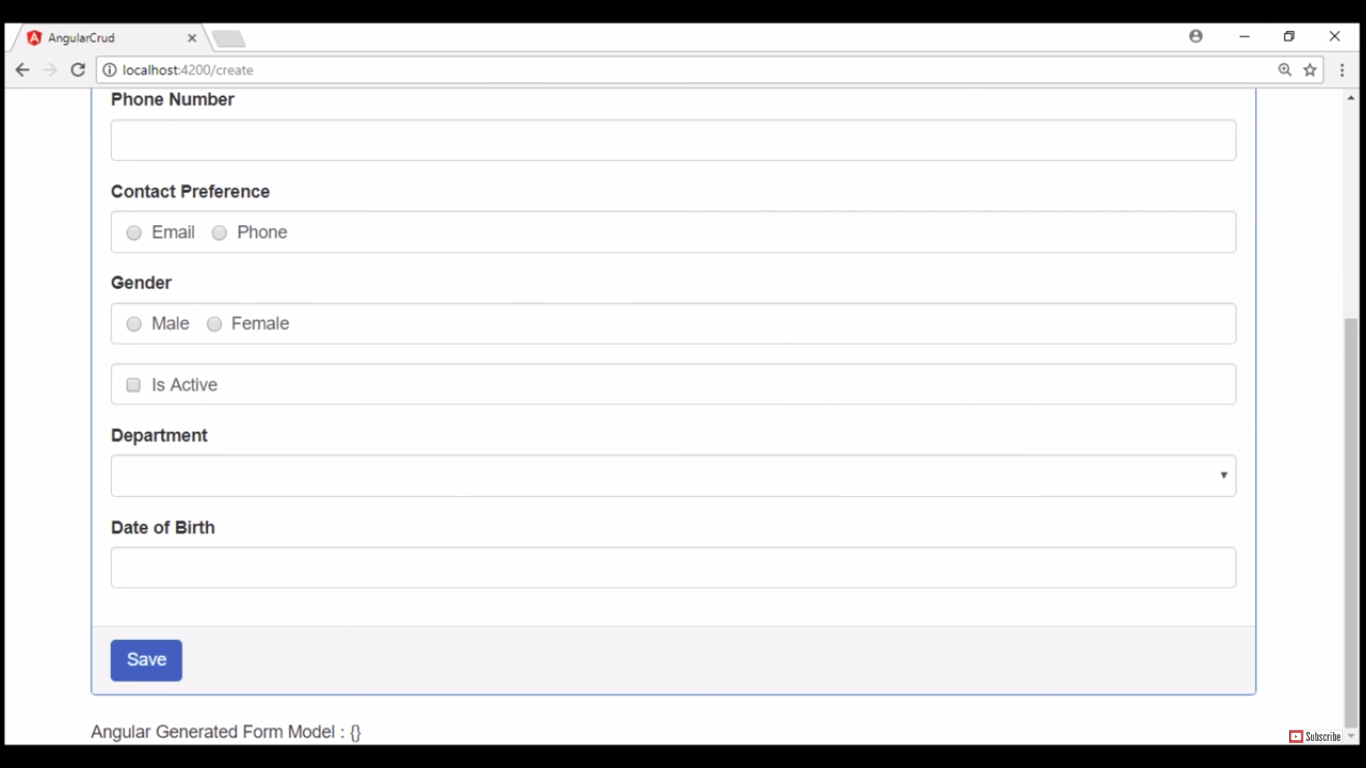 AngularCrud
localhost:4200/create
Phone Number
Contact Preference
Email Phone
Gender
Male Female
Is Active
Department
Date of Birth
Save
Angular Generated Form Model : {}
Subscribe